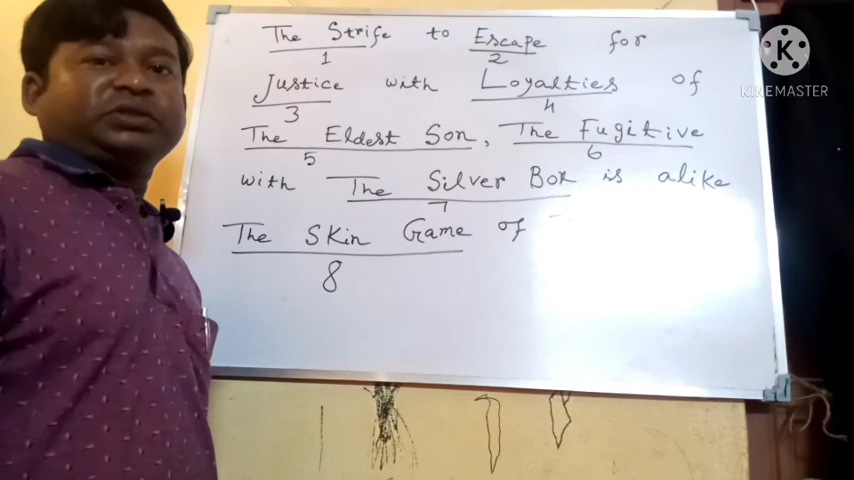 The Strife to Escape for
1 2
Justice with Loyalties of
3 4
The Eldest Son, The Fugitive
5 6
with The Silver Box is alike
7
The Skin Game of
8
K
KINEMASTER